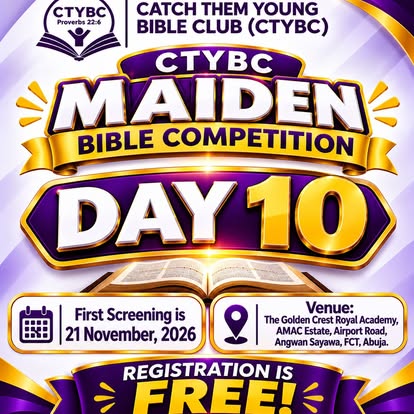 CTYBC
Proverbs 22:6
CATCH THEM YOUNG
BIBLE CLUB (CTYBC)
CTYBC
MAIDEN
BIBLE COMPETITION
DAY 10
First Screening is
21 November, 2026
Venue:
The Golden Crest Royal Academy,
AMAC Estate, Airport Road,
Angwan Sayawa, FCT, Abuja.
REGISTRATION IS
FREE!